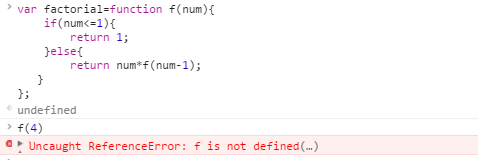 var factorial=function f(num){
    if(num<=1){
        return 1;
    }else{
        return num*f(num-1);
    }
};
undefined
f(4)
Uncaught ReferenceError: f is not defined(…)